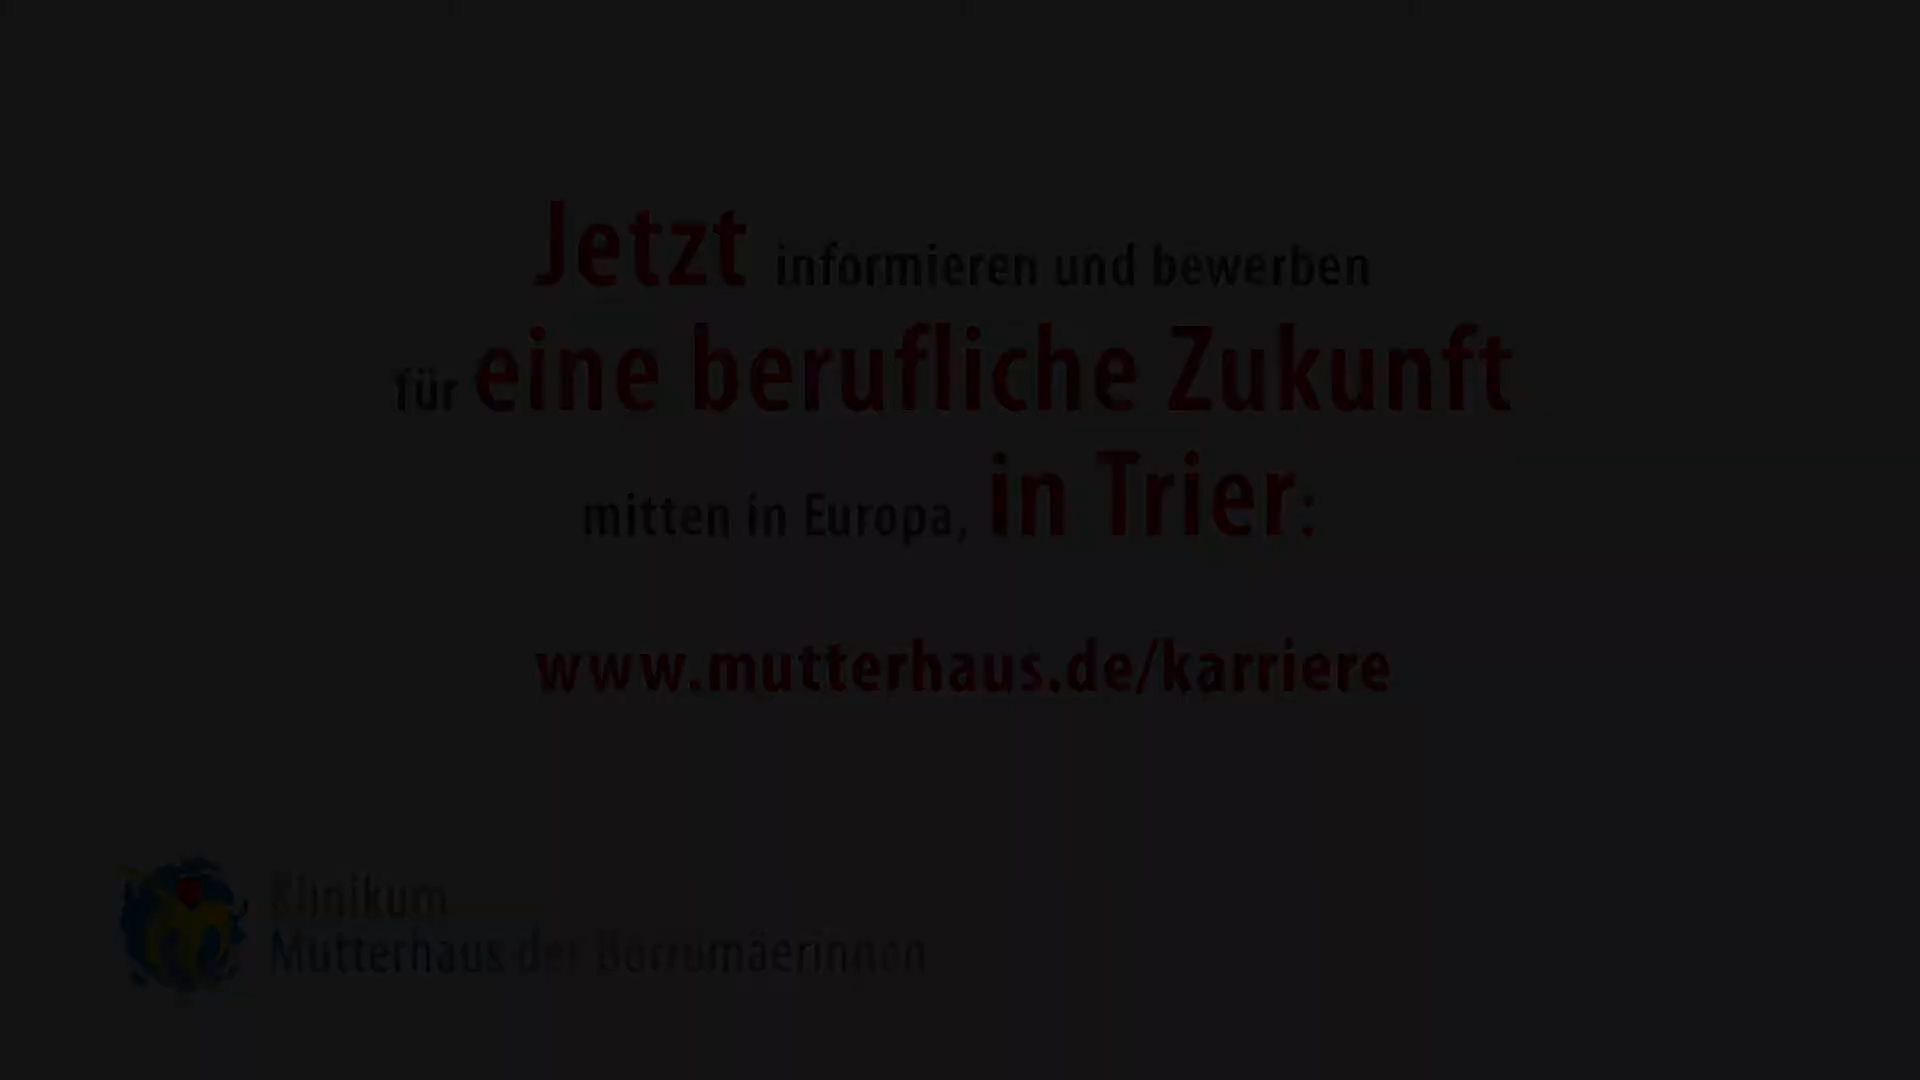 Jetzt informieren und bewerben
für eine berufliche Zukunft
mitten in Europa, in Trier:
www.mutterhaus.de/karriere
Klinikum
Mutterhaus der Borromäerinnen